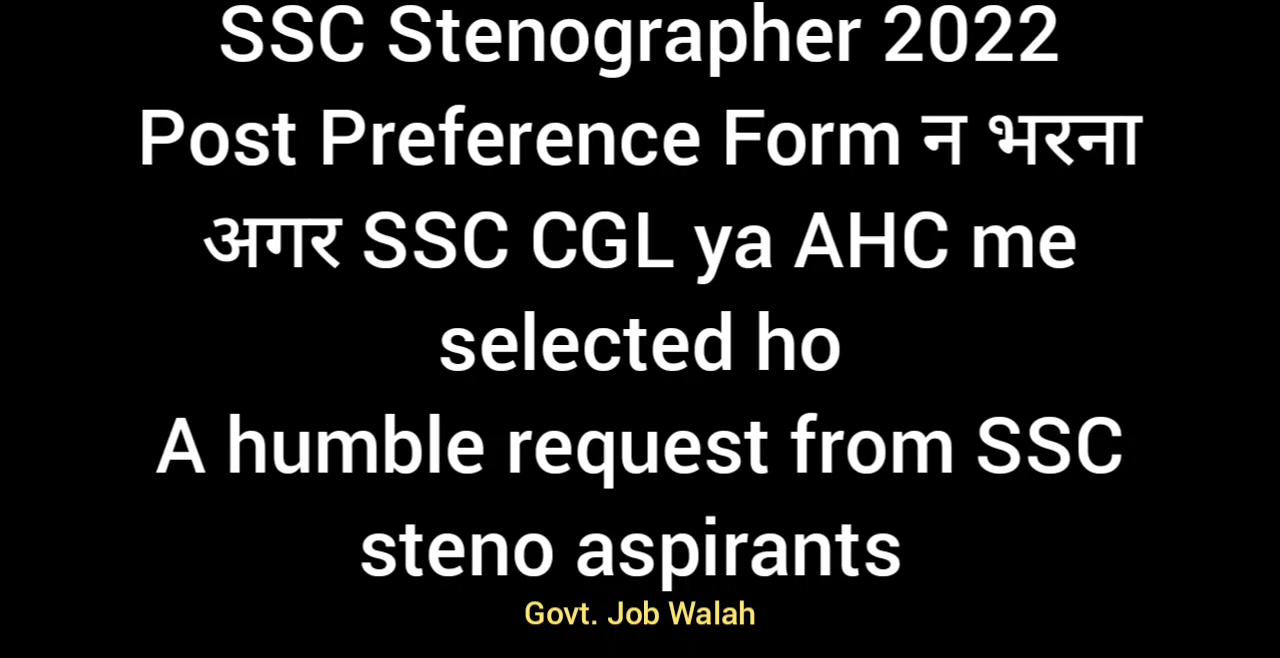 SSC Stenographer 2022
Post Preference Form न भरना
अगर SSC CGL ya AHC me
selected ho
A humble request from SSC
steno aspirants
Govt. Job Walah